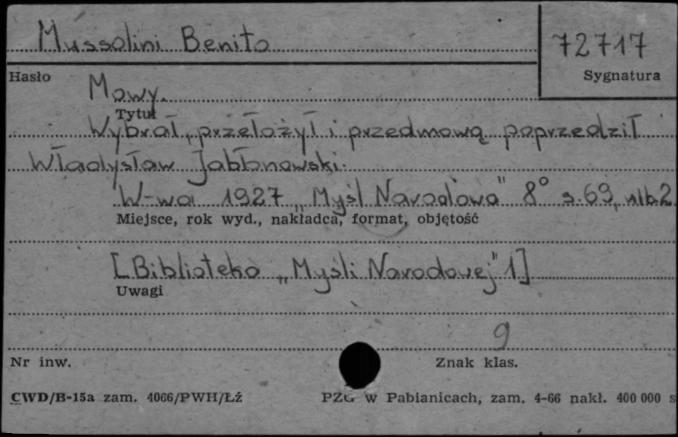 Mussolini Benito
72717
Hasło
Sygnatura
Mowy.
Tytuł
Wybrał, przełożył i przedmową poprzedził
Władysław Jabłonowski.
W-wa 1927 „Myśl Narodowa" 8° s. 69, nlb. 2
Miejsce, rok wyd., nakładca, format, objętość
[Biblioteka „Myśli Narodowej" 1]
Uwagi
9
Nr inw.
Znak klas.
CWD/B-15a zam. 4066/PWH/Łź
PZG w Pabianicach, zam. 4-66 nakł. 400 000 s